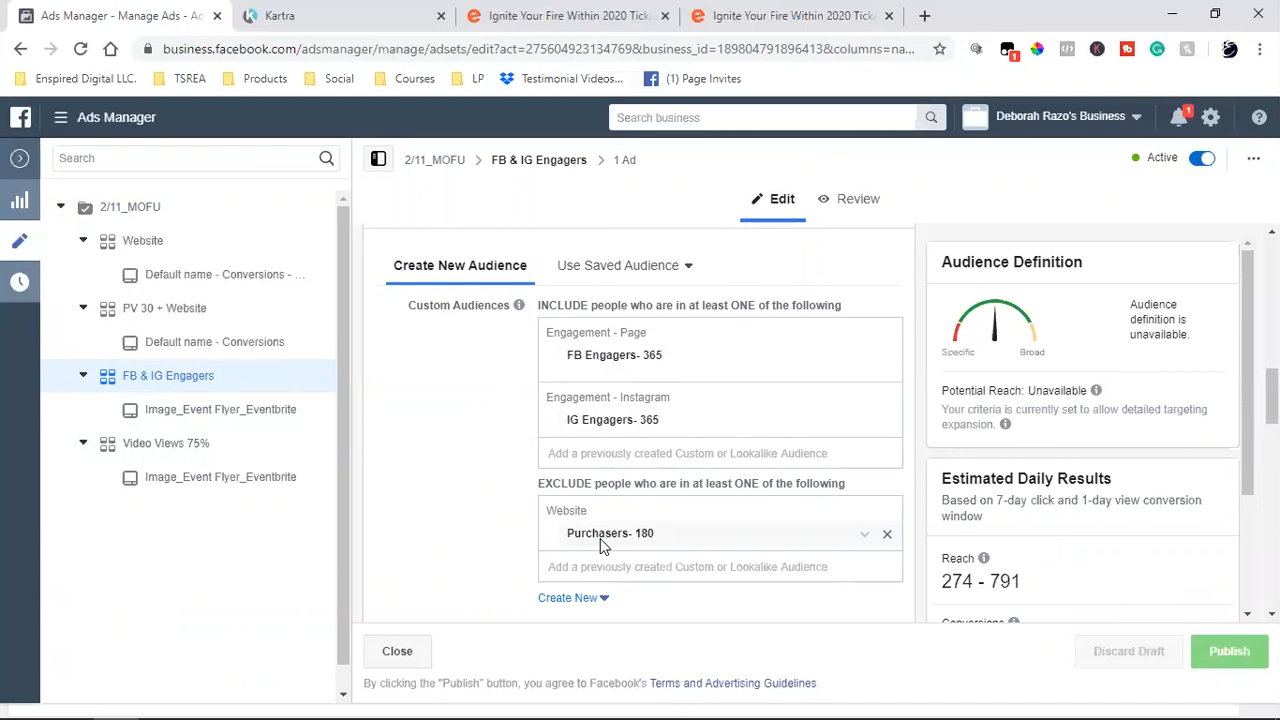 Ads Manager - Manage Ads - Ad
Kartra
Ignite Your Fire Within 2020 Tick
Ignite Your Fire Within 2020 Tick
business.facebook.com/adsmanager/manage/adsets/edit?act=275604923134769&business_id=189804791896413&columns=na...
Enspired Digital LLC.
TSREA
Products
Social
Courses
LP
Testimonial Videos...
(1) Page Invites
Ads Manager
Search business
Deborah Razo's Business
1
Search
2/11_MOFU
FB & IG Engagers
1 Ad
Active
Edit
Review
2/11_MOFU
Website
Default name - Conversions - ...
PV 30 + Website
Default name - Conversions
FB & IG Engagers
Image_Event Flyer_Eventbrite
Video Views 75%
Image_Event Flyer_Eventbrite
Create New Audience
Use Saved Audience
Custom Audiences
INCLUDE people who are in at least ONE of the following
Engagement - Page
FB Engagers- 365
Engagement - Instagram
IG Engagers- 365
Add a previously created Custom or Lookalike Audience
EXCLUDE people who are in at least ONE of the following
Website
Purchasers- 180
Add a previously created Custom or Lookalike Audience
Create New
Audience Definition
Specific
Broad
Audience
definition is
unavailable.
Potential Reach: Unavailable
Your criteria is currently set to allow detailed targeting
expansion.
Estimated Daily Results
Based on 7-day click and 1-day view conversion
window
Reach
274 - 791
Conversions
Close
Discard Draft
Publish
By clicking the "Publish" button, you agree to Facebook's Terms and Advertising Guidelines.